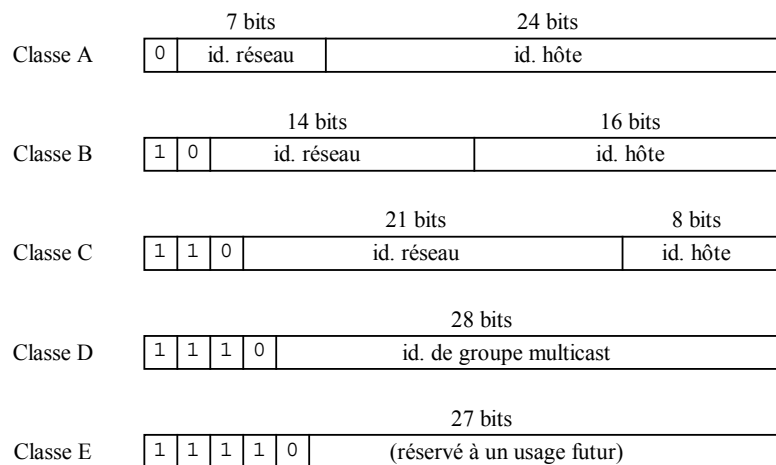 7 bits 24 bits
Classe A 0 id. réseau id. hôte
14 bits 16 bits
Classe B 1 0 id. réseau id. hôte
21 bits 8 bits
Classe C 1 1 0 id. réseau id. hôte
28 bits
Classe D 1 1 1 0 id. de groupe multicast
27 bits
Classe E 1 1 1 1 0 (réservé à un usage futur)